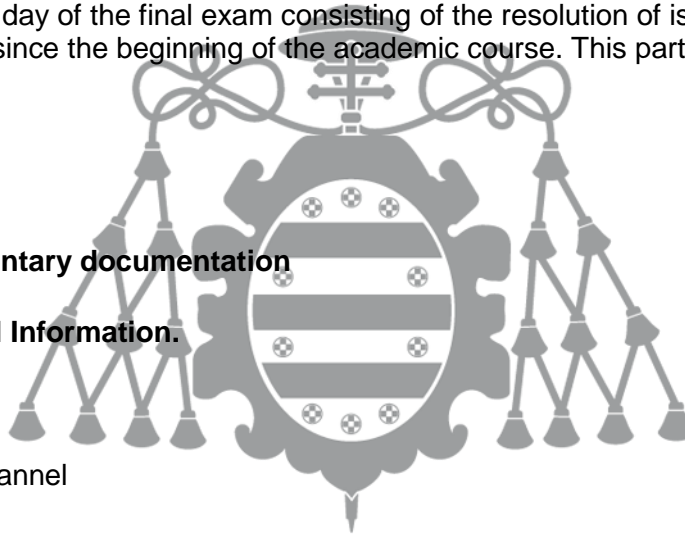 day of the final exam consisting of the resolution of is
since the beginning of the academic course. This part
ntary documentation
Information.
annel